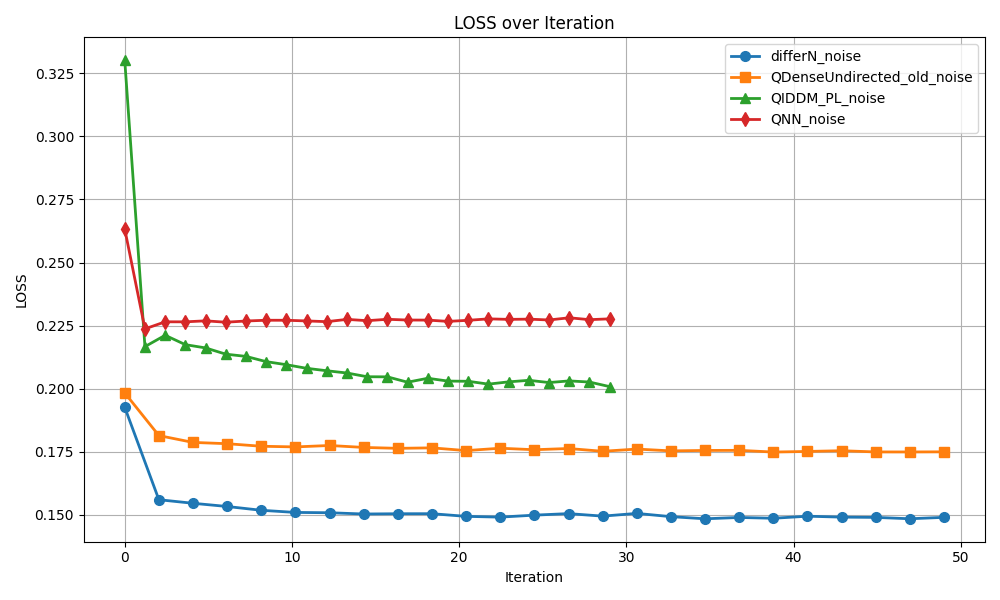 LOSS over Iteration
differN_noise
QDenseUndirected_old_noise
QIDDM_PL_noise
QNN_noise
LOSS
0.325
0.300
0.275
0.250
0.225
0.200
0.175
0.150
0
10
20
30
40
50
Iteration